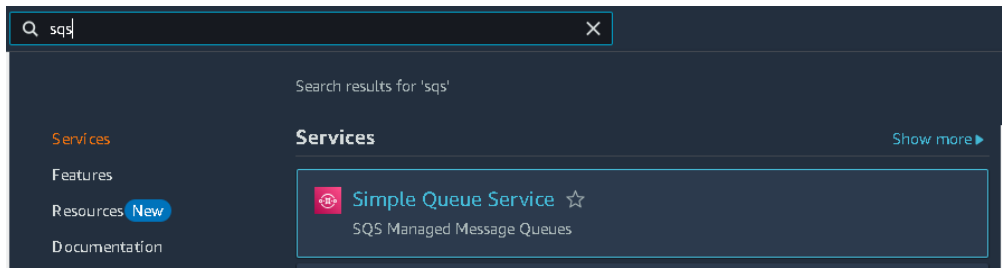 sqs
Search results for 'sqs'
Services
Features
Resources New
Documentation
Services
Show more
Simple Queue Service
SQS Managed Message Queues